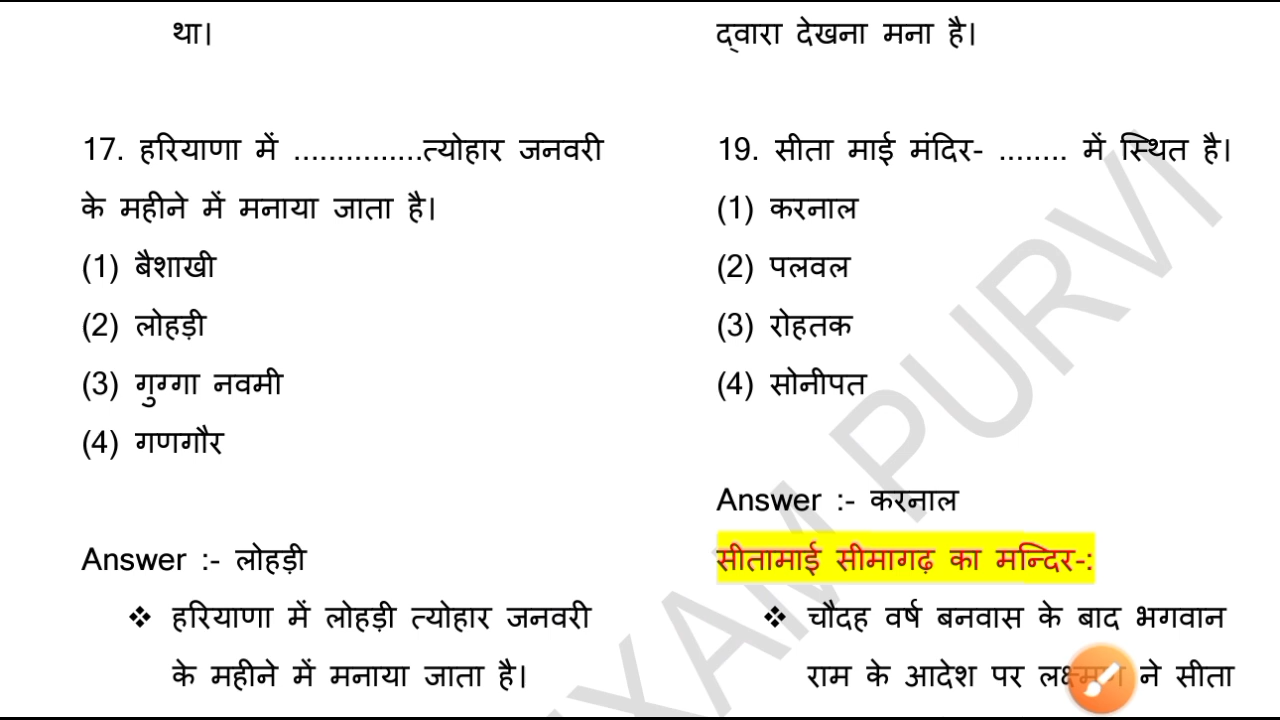 था।
17. हरियाणा में ...............त्योहार जनवरी
के महीने में मनाया जाता है।
(1) बैशाखी
(2) लोहड़ी
(3) गुग्गा नवमी
(4) गणगौर
Answer :- लोहड़ी
❖ हरियाणा में लोहड़ी त्योहार जनवरी
के महीने में मनाया जाता है।
द्वारा देखना मना है।
19. सीता माई मंदिर- ........ में स्थित है।
(1) करनाल
(2) पलवल
(3) रोहतक
(4) सोनीपत
Answer :- करनाल
सीतामाई सीमागढ़ का मन्दिर-:
❖ चौदह वर्ष बनवास के बाद भगवान
राम के आदेश पर लक्ष्मण ने सीता
EXAM PURVI